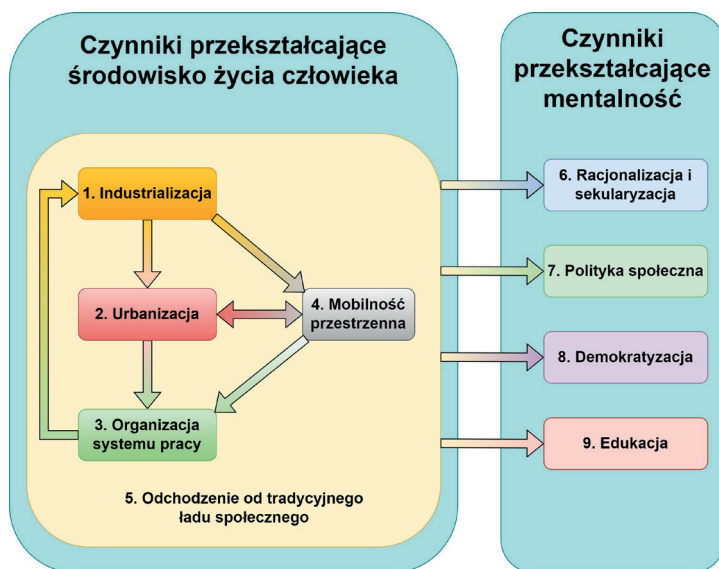 Czynniki przekształcające
środowisko życia człowieka
1. Industrializacja
2. Urbanizacja
4. Mobilność
przestrzenna
3. Organizacja
systemu pracy
5. Odchodzenie od tradycyjnego
ładu społecznego
Czynniki
przekształcające
mentalność
6. Racjonalizacja i
sekularyzacja
7. Polityka społeczna
8. Demokratyzacja
9. Edukacja